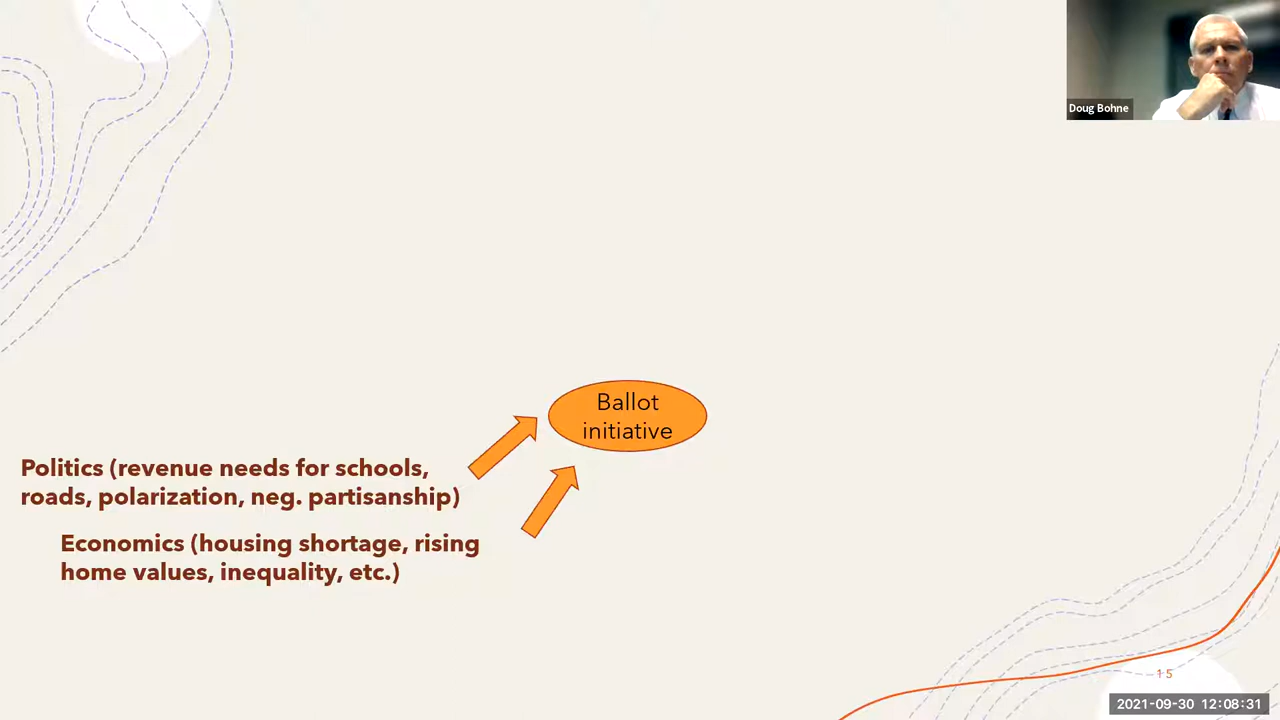 Doug Bohne
Ballot
initiative
Politics (revenue needs for schools,
roads, polarization, neg. partisanship)
Economics (housing shortage, rising
home values, inequality, etc.)
15
2021-09-30 12:08:31